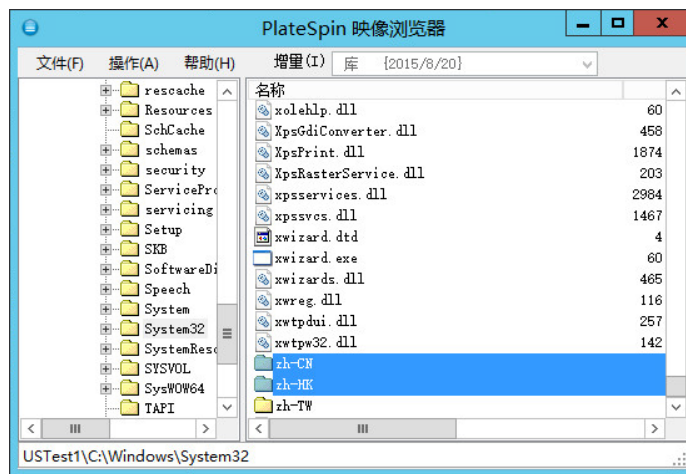 PlateSpin 映像浏览器
文件(F) 操作(A) 帮助(H) 增量(I) 库 {2015/8/20}
rescache
Resources
SchCache
schemas
security
ServicePro
servicing
Setup
SKB
SoftwareDi
Speech
System
System32
SystemReso
SYSVOL
SysWOW64
TAPI
名称
xolehlp.dll 60
XpsGdiConverter.dll 458
XpsPrint.dll 1874
XpsRasterService.dll 203
xpsservices.dll 2984
xpssvcs.dll 1467
xwizard.dtd 4
xwizard.exe 60
xwizards.dll 465
xwreg.dll 116
xwtpdui.dll 257
xwtpw32.dll 142
zh-CN
zh-HK
zh-TW
USTest1\C:\Windows\System32